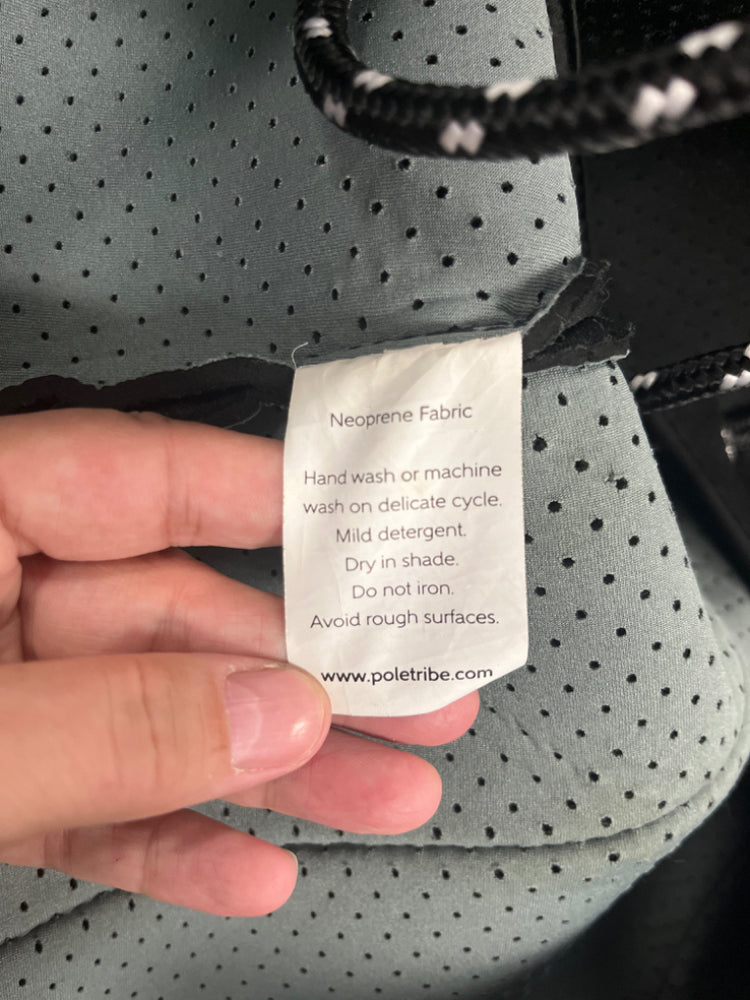 Neoprene Fabric
Hand wash or machine
wash on delicate cycle.
Mild detergent.
Dry in shade.
Do not iron.
Avoid rough surfaces.
www.poletribe.com